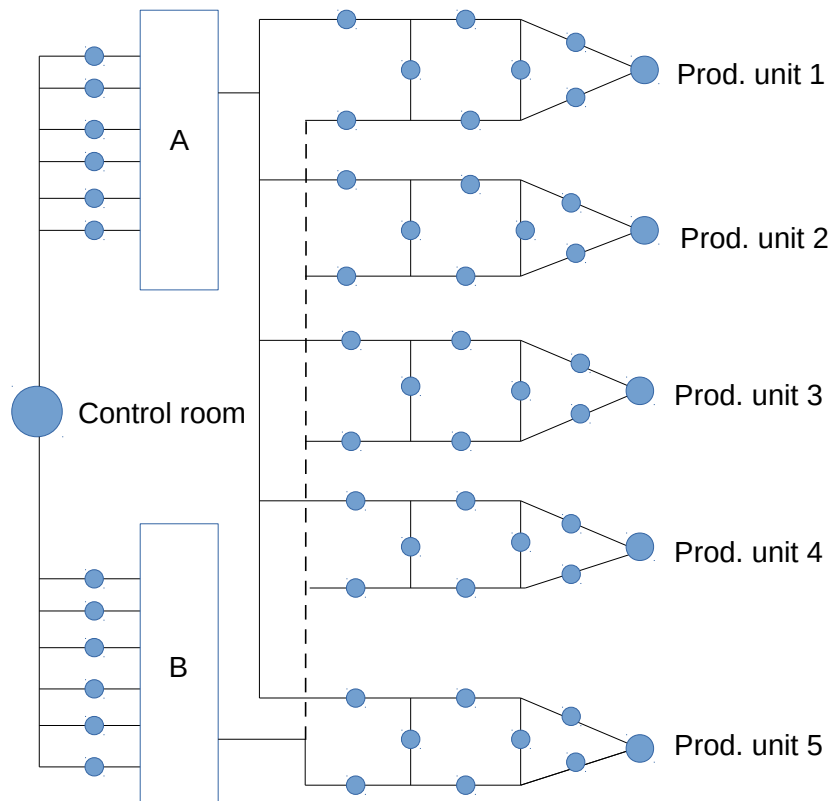 A
Prod. unit 1
Prod. unit 2
Prod. unit 3
Control room
Prod. unit 4
B
Prod. unit 5